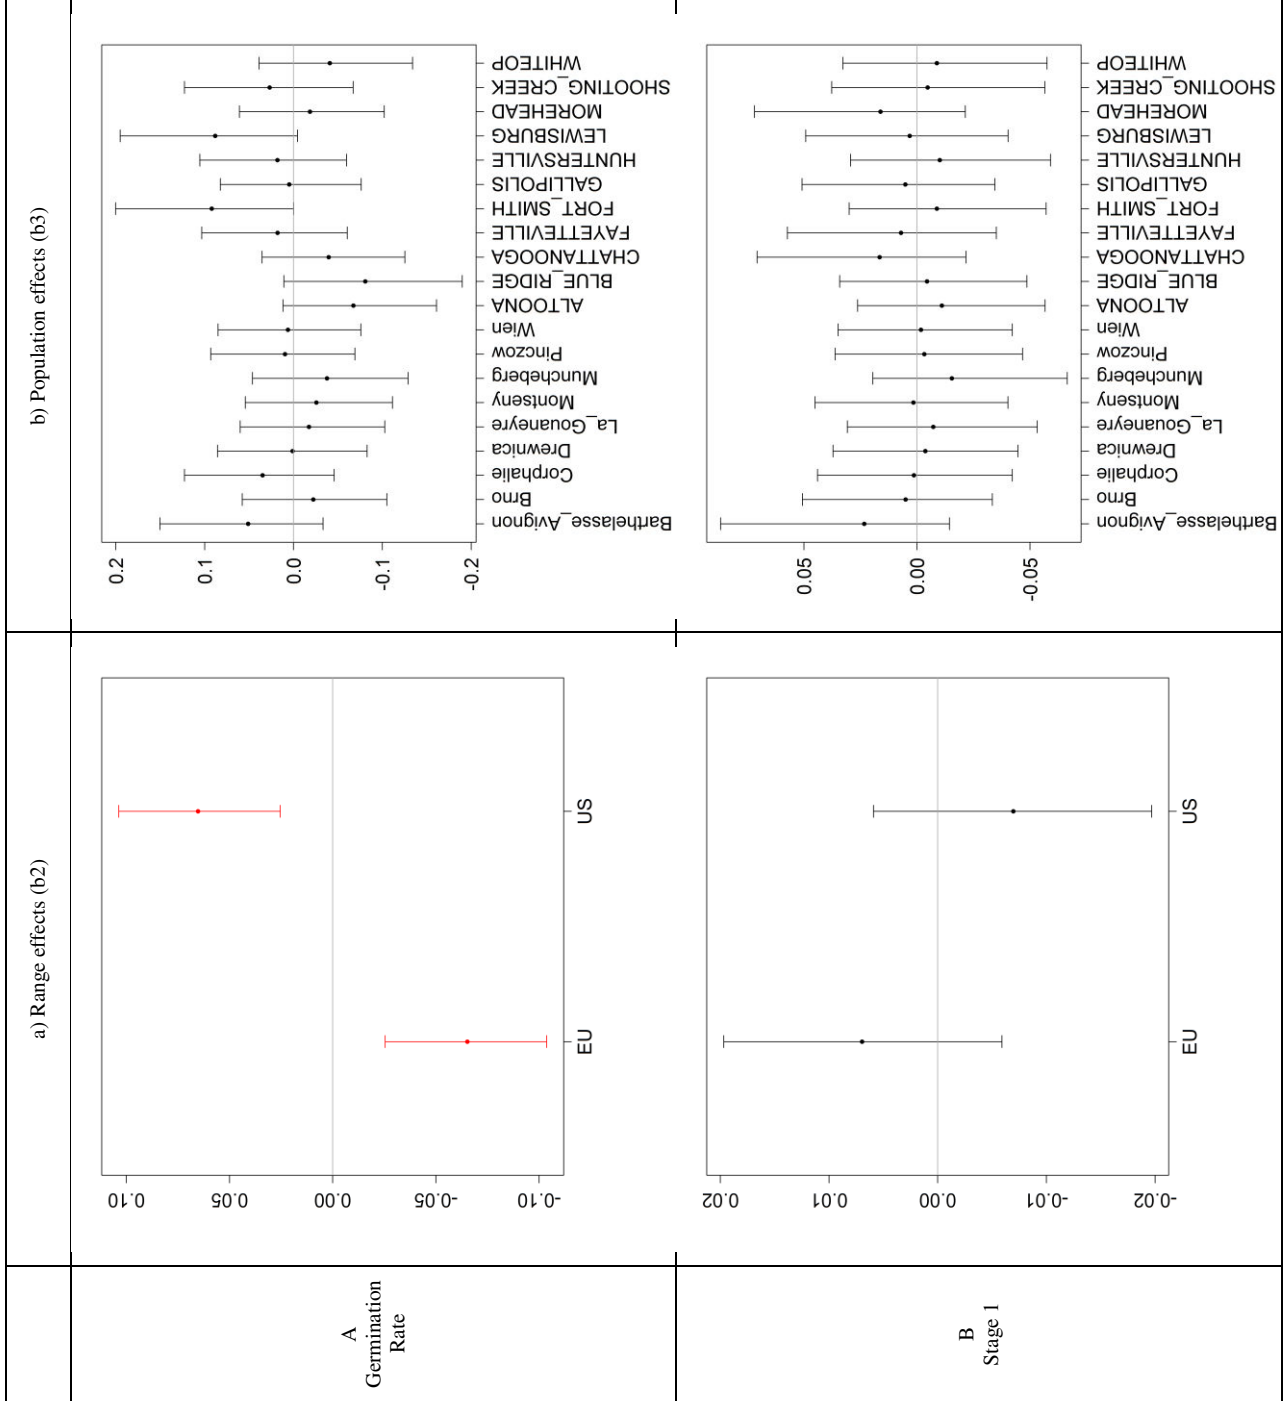 a) Range effects (b2)
b) Population effects (b3)
A
Germination
Rate
0.10
0.05
0.00
-0.05
-0.10
EU
US
0.2
0.1
0.0
-0.1
-0.2
Barthelasse_Avignon
Brno
Corphalie
Drewnica
La_Gouaneyre
Montseny
Muncheberg
Pinczow
Wien
ALTOONA
BLUE_RIDGE
CHATTANOOGA
FAYETTEVILLE
FORT_SMITH
GALLIPOLIS
HUNTERSVILLE
LEWISBURG
MOREHEAD
SHOOTING_CREEK
WHITEOP
B
Stage 1
0.02
0.01
0.00
-0.01
-0.02
EU
US
0.05
0.00
-0.05
Barthelasse_Avignon
Brno
Corphalie
Drewnica
La_Gouaneyre
Montseny
Muncheberg
Pinczow
Wien
ALTOONA
BLUE_RIDGE
CHATTANOOGA
FAYETTEVILLE
FORT_SMITH
GALLIPOLIS
HUNTERSVILLE
LEWISBURG
MOREHEAD
SHOOTING_CREEK
WHITEOP